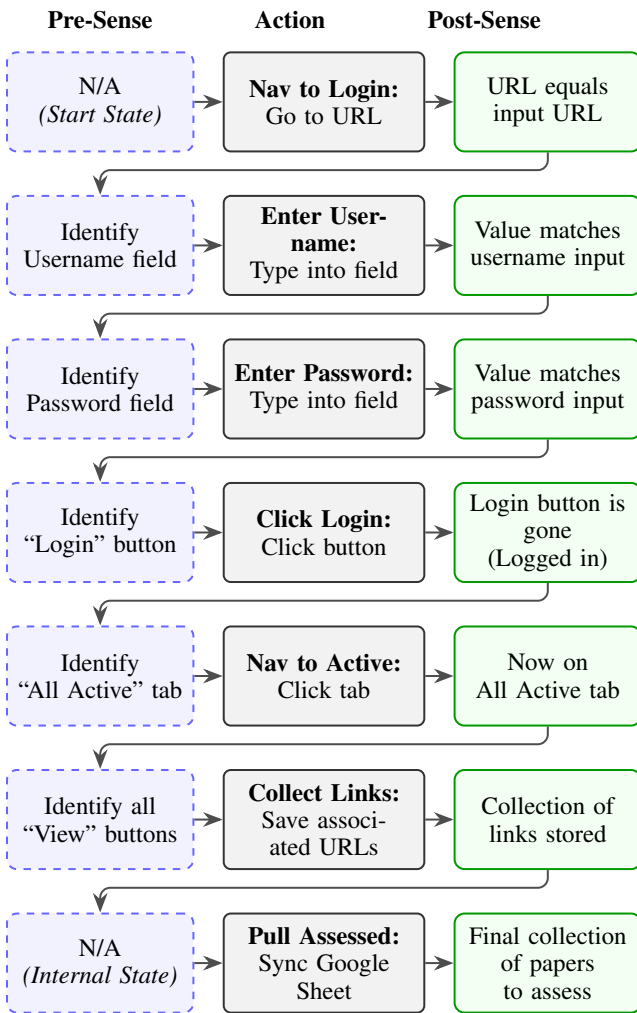 Pre-Sense Action Post-Sense
N/A
(Start State)
Nav to Login:
Go to URL
URL equals
input URL
Identify
Username field
Enter User-
name:
Type into field
Value matches
username input
Identify
Password field
Enter Password:
Type into field
Value matches
password input
Identify
“Login” button
Click Login:
Click button
Login button is
gone
(Logged in)
Identify
“All Active” tab
Nav to Active:
Click tab
Now on
All Active tab
Identify all
“View” buttons
Collect Links:
Save associ-
ated URLs
Collection of
links stored
N/A
(Internal State)
Pull Assessed:
Sync Google
Sheet
Final collection
of papers
to assess